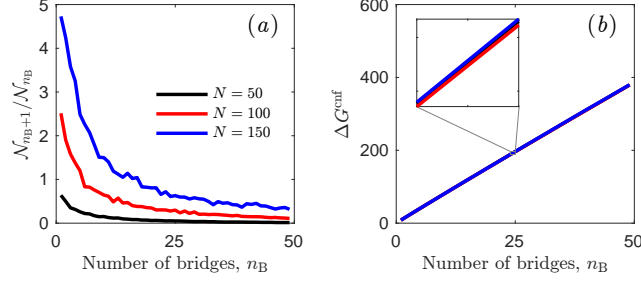 (a)
𝒩_{n_B+1}/𝒩_{n_B}
5
4
3
2
1
0
N = 50
N = 100
N = 150
0 25 50
Number of bridges, n_B
(b)
ΔG^{cnf}
600
400
200
0
0 25 50
Number of bridges, n_B